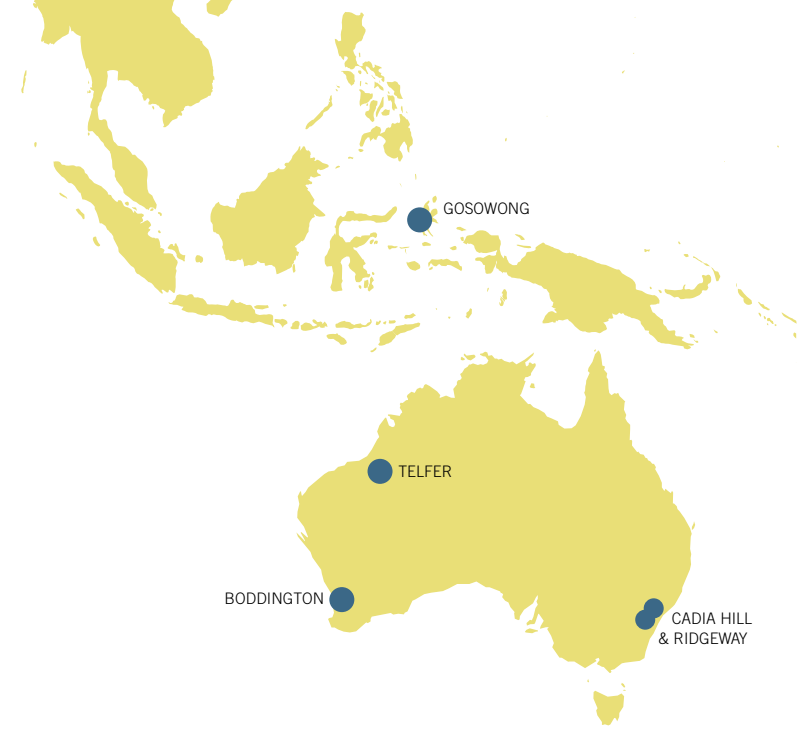 GOSOWONG
TELFER
BODDINGTON
CADIA HILL
& RIDGEWAY